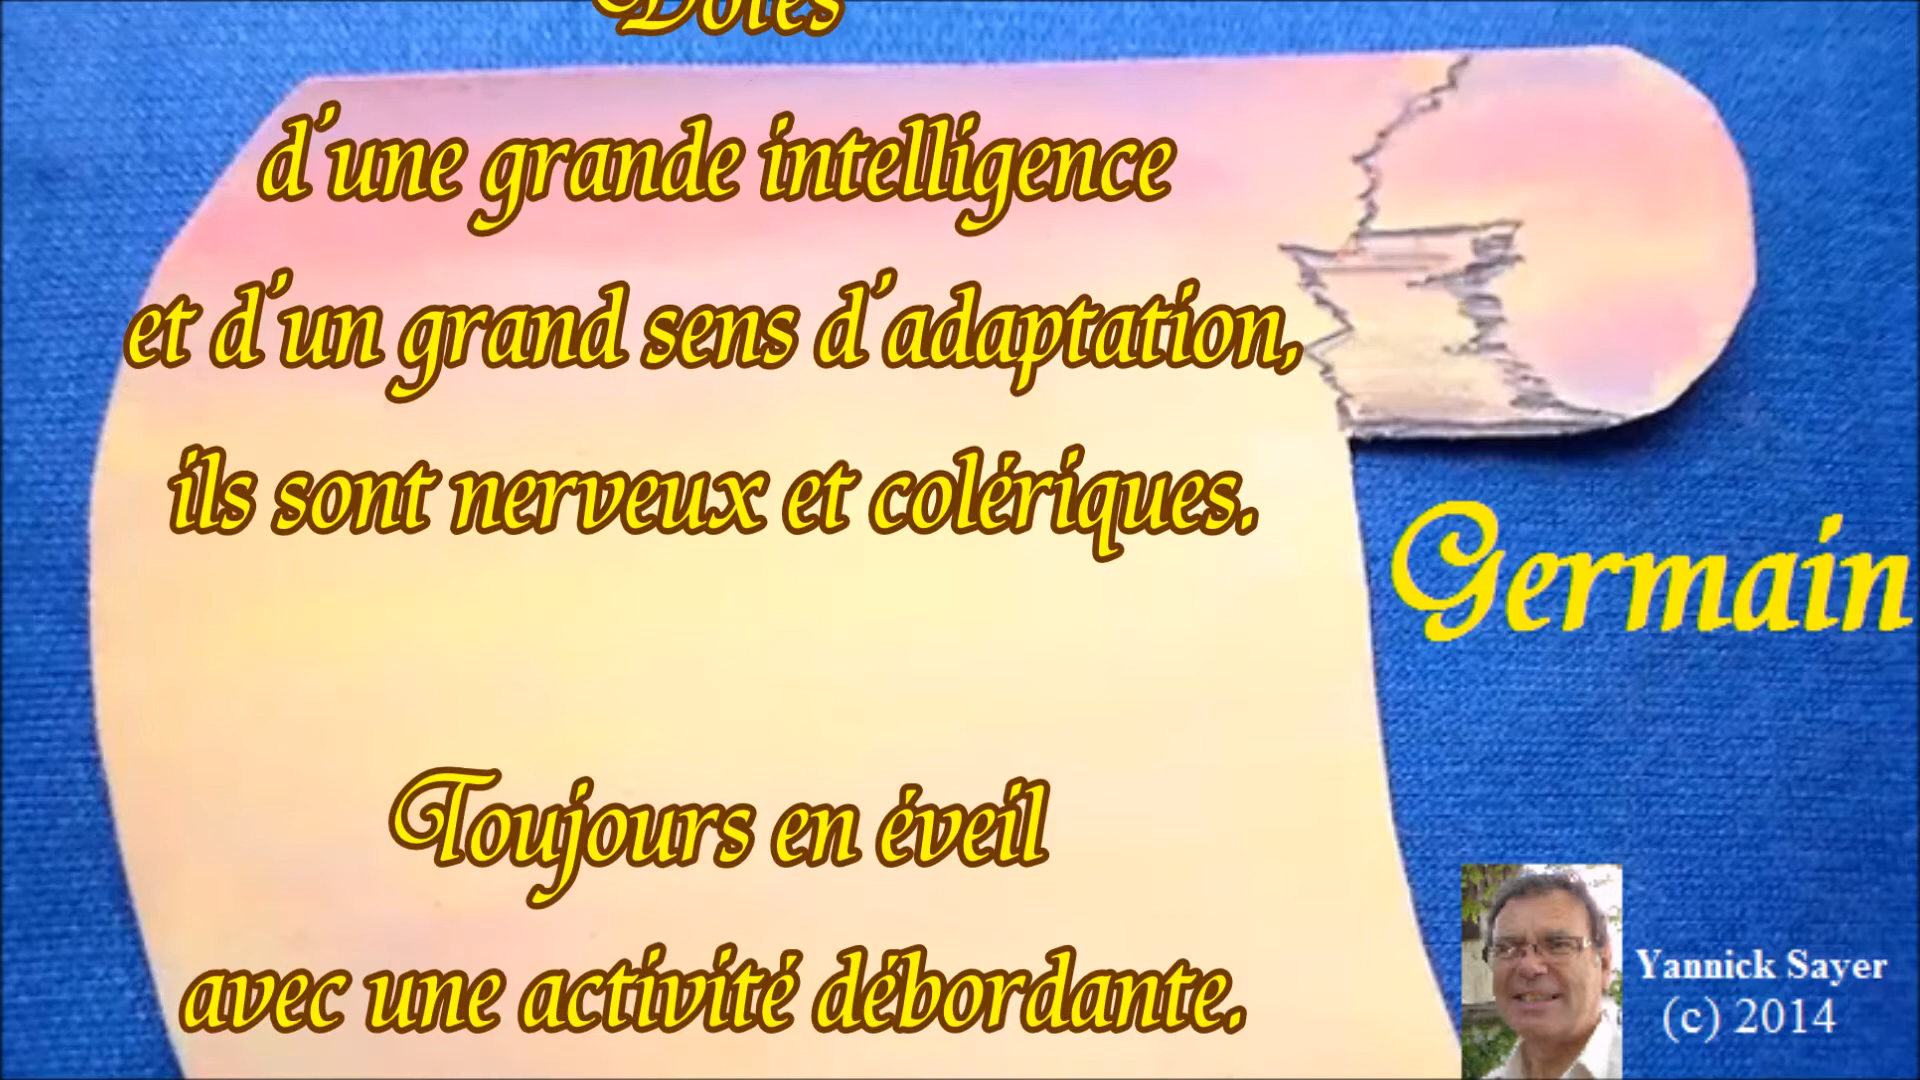 Dotés
d'une grande intelligence
et d'un grand sens d'adaptation,
ils sont nerveux et colériques.
Germain
Toujours en éveil
avec une activité débordante.
Yannick Sayer
(c) 2014